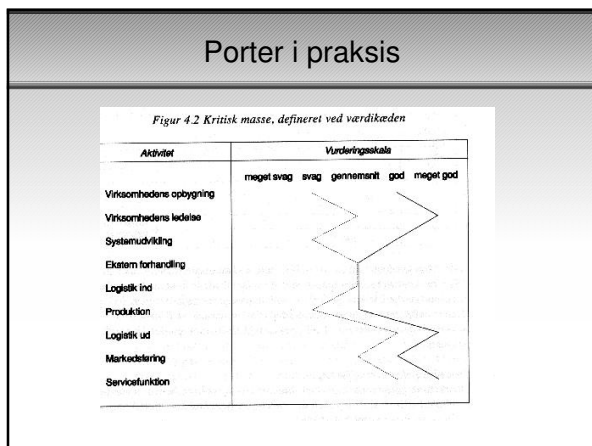 Porter i praksis
Figur 4.2 Kritisk masse, defineret ved værdikæden
Aktivitet Vurderingsskala
meget svag svag gennemsnit god meget god
Virksomhedens opbygning
Virksomhedens ledelse
Systemudvikling
Ekstern forhandling
Logistik ind
Produktion
Logistik ud
Markedsføring
Servicefunktion